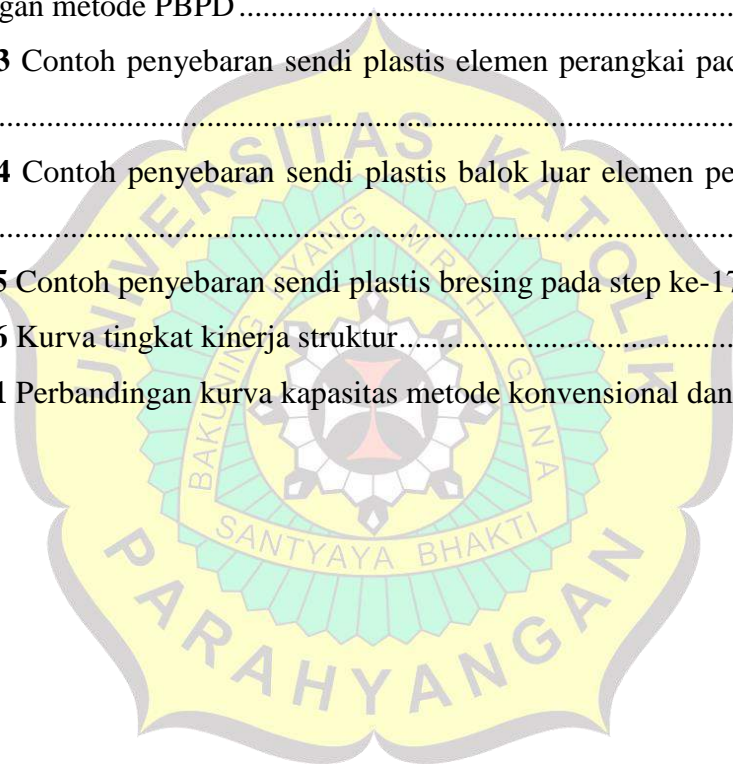 gan metode PBPD ........................................................................
3 Contoh penyebaran sendi plastis elemen perangkai pad
........................................................................
4 Contoh penyebaran sendi plastis balok luar elemen pe
........................................................................
5 Contoh penyebaran sendi plastis bresing pada step ke-17
6 Kurva tingkat kinerja struktur........................................................
1 Perbandingan kurva kapasitas metode konvensional dan
UNIVERSITAS KATOLIK
PARAHYANGAN
BAKUNING HYANG MRIH GUNA
SANTYAYA BHAKTI